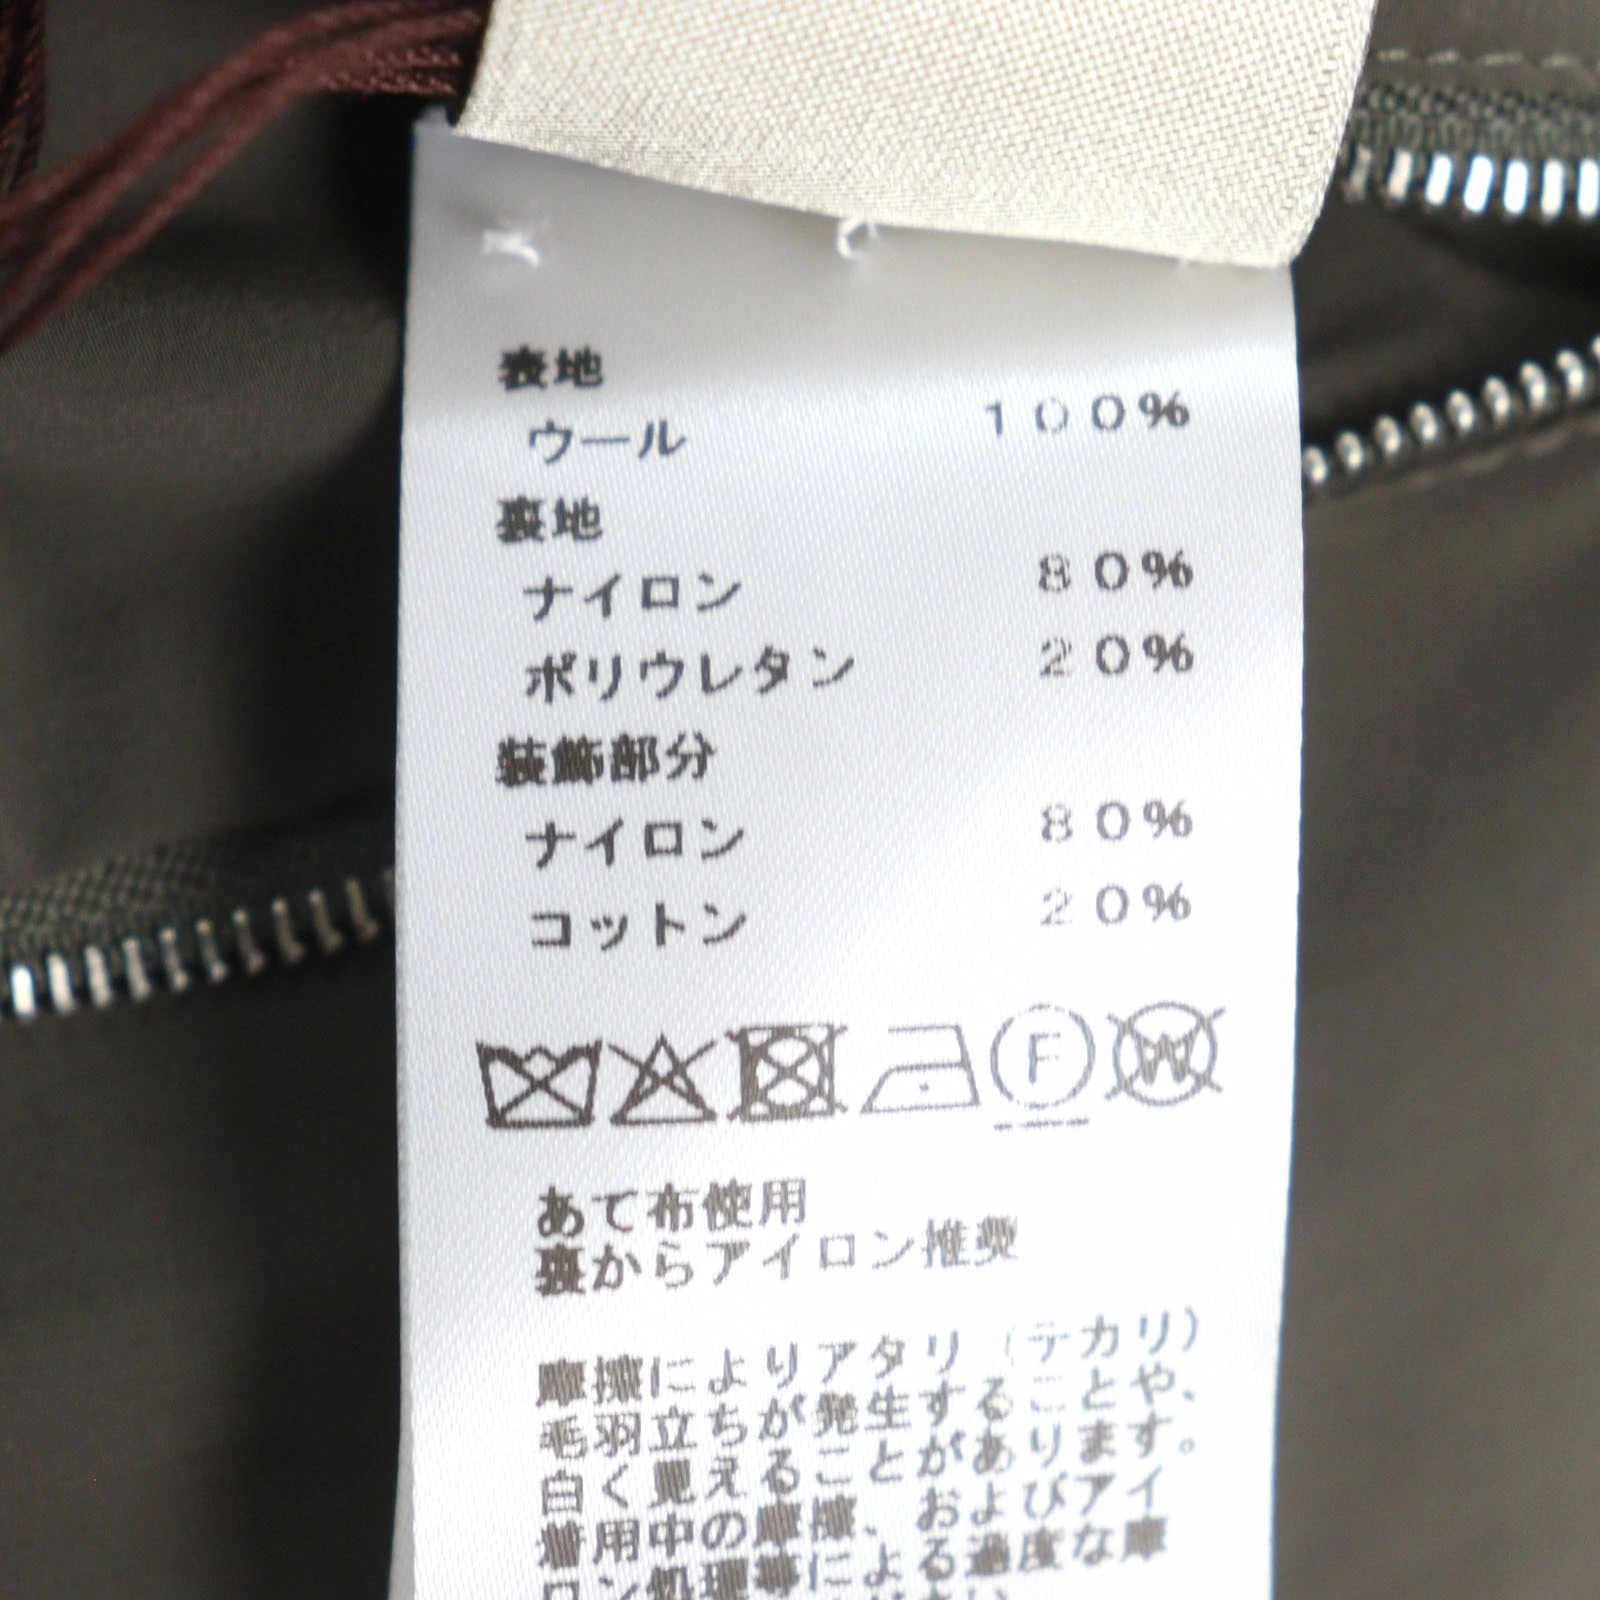 表地
ウール 100%
裏地
ナイロン 80%
ポリウレタン 20%
装飾部分
ナイロン 80%
コットン 20%
F W
あて布使用
裏からアイロン推奨
摩擦によりアタリ(テカリ)
毛羽立ちが発生することや、
白く見えることがあります。
着用中の摩擦、およびアイ
ロン処理等による過度な摩